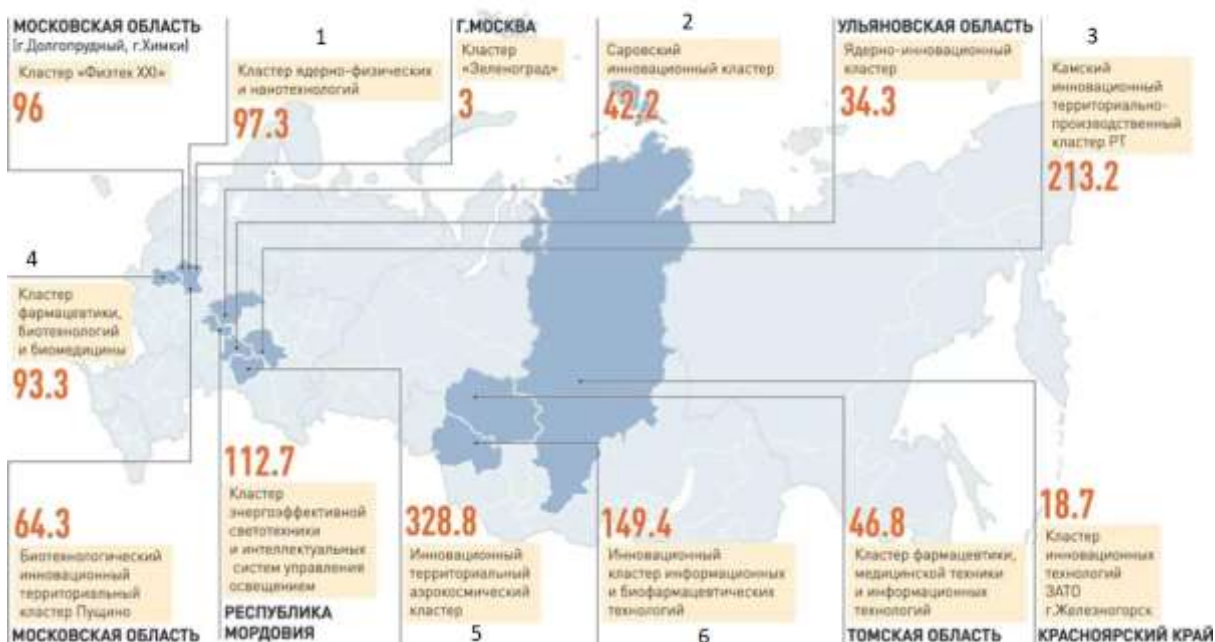 МОСКОВСКАЯ ОБЛАСТЬ
(г.Долгопрудный, г.Химки)
Кластер «Физтех XXI»
96
1
Кластер ядерно-физических
и нанотехнологий
97.3
Г.МОСКВА
Кластер
«Зеленоград»
3
2
Саровский
инновационный кластер
42.2
УЛЬЯНОВСКАЯ ОБЛАСТЬ
Ядерно-инновационный
кластер
34.3
3
Камский
инновационный
территориально-
производственный
кластер РТ
213.2
4
Кластер
фармацевтики,
биотехнологий
и биомедицины
93.3
64.3
Биотехнологический
инновационный
территориальный
кластер Пущино
МОСКОВСКАЯ ОБЛАСТЬ
112.7
Кластер
энергоэффективной
светотехники
и интеллектуальных
систем управления
освещением
РЕСПУБЛИКА
МОРДОВИЯ
328.8
Инновационный
территориальный
аэрокосмический
кластер
5
149.4
Инновационный
кластер информационных
и биофармацевтических
технологий
6
46.8
Кластер фармацевтики,
медицинской техники
и информационных
технологий
ТОМСКАЯ ОБЛАСТЬ
18.7
Кластер
инновационных
технологий
ЗАТО
г.Железногорск
КРАСНОЯРСКИЙ КРАЙ